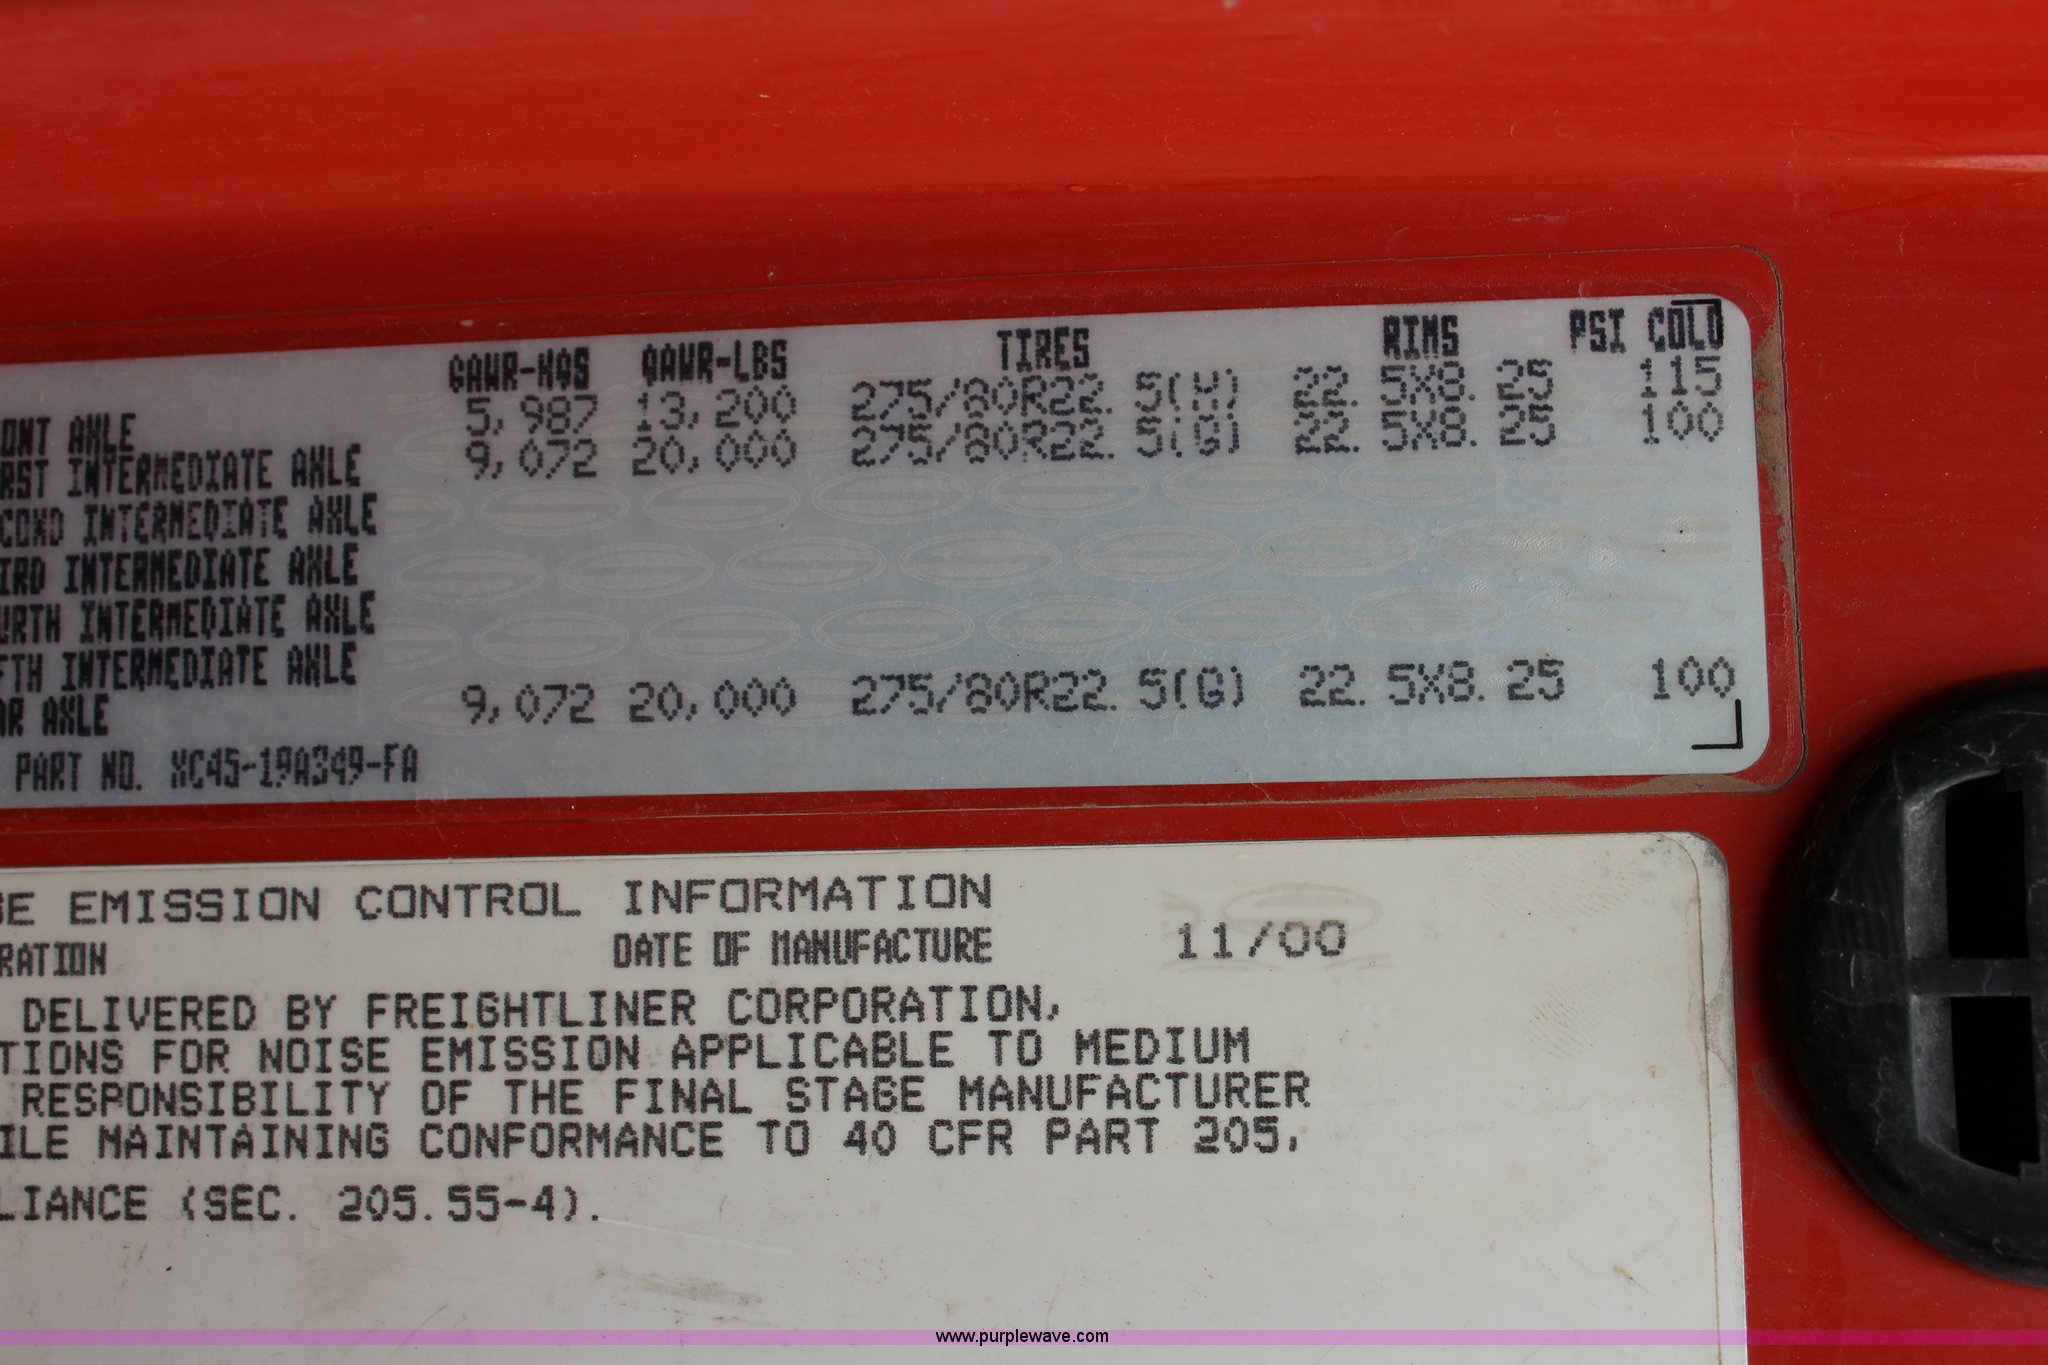 GAWR-KGS GAWR-LBS TIRES RIMS PSI COLD
ONT AXLE 5,987 13,200 275/80R22.5(H) 22.5X8.25 115
RST INTERMEDIATE AXLE 9,072 20,000 275/80R22.5(G) 22.5X8.25 100
COND INTERMEDIATE AXLE
IRD INTERMEDIATE AXLE
URTH INTERMEDIATE AXLE
FTH INTERMEDIATE AXLE
AR AXLE 9,072 20,000 275/80R22.5(G) 22.5X8.25 100
PART NO. XC45-19A349-FA
SE EMISSION CONTROL INFORMATION
RATION DATE OF MANUFACTURE 11/00
DELIVERED BY FREIGHTLINER CORPORATION,
TIONS FOR NOISE EMISSION APPLICABLE TO MEDIUM
RESPONSIBILITY OF THE FINAL STAGE MANUFACTURER
ILE MAINTAINING CONFORMANCE TO 40 CFR PART 205,
LIANCE (SEC. 205.55-4).
www.purplewave.com